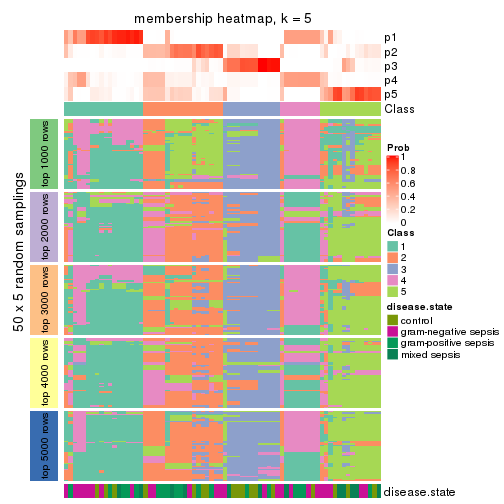 membership heatmap, k = 5
p1
p2
p3
p4
p5
Class
50 x 5 random samplings
top 1000 rows
top 2000 rows
top 3000 rows
top 4000 rows
top 5000 rows
Prob
1
0.8
0.6
0.4
0.2
0
Class
1
2
3
4
5
disease.state
control
gram-negative sepsis
gram-positive sepsis
mixed sepsis
disease.state